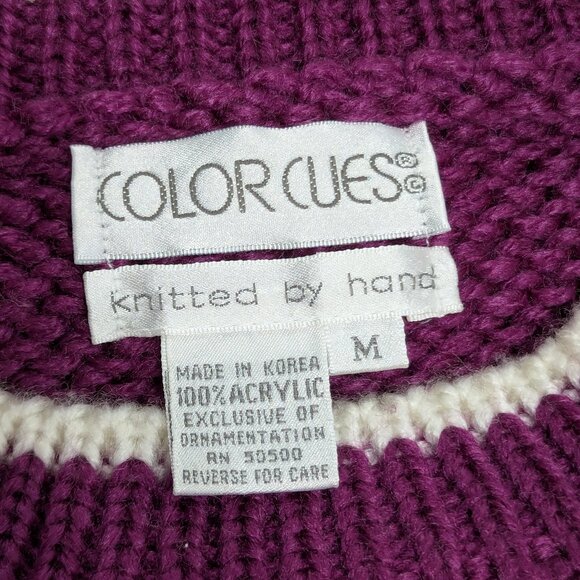 COLOR CUES®©
knitted by hand
M
MADE IN KOREA
100% ACRYLIC
EXCLUSIVE OF
ORNAMENTATION
RN 50500
REVERSE FOR CARE